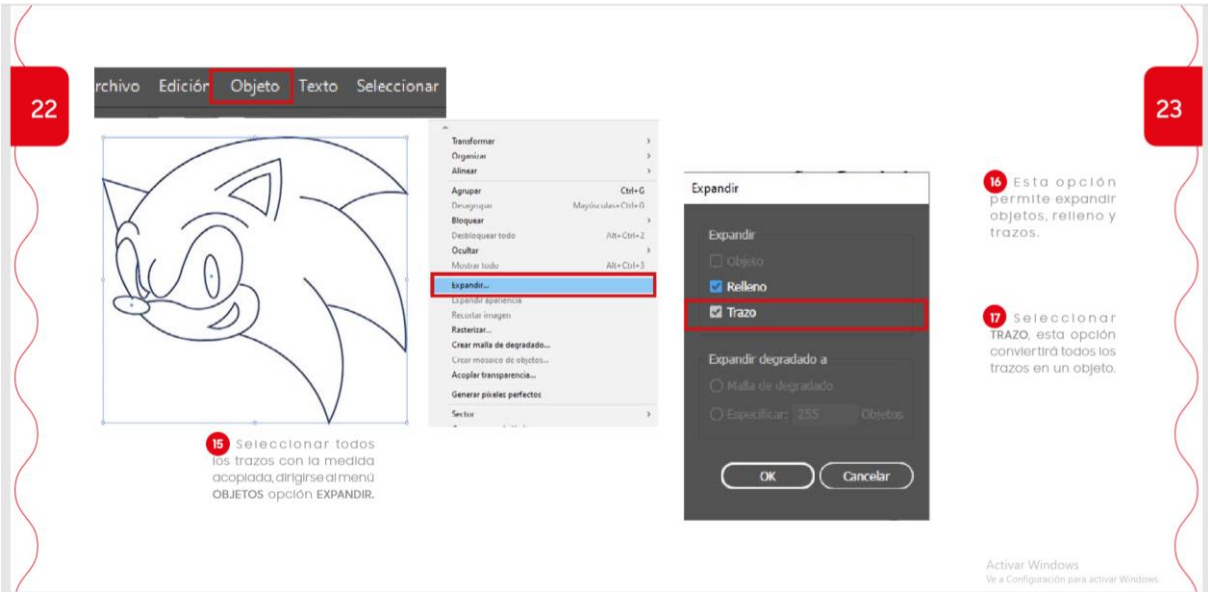 22
rchivo Edición Objeto Texto Seleccionar
Transformar
Organizar
Alinear
Agrupar Ctrl+G
Desagrupar Mayúsculas+Ctrl+G
Bloquear
Desbloquear todo Alt+Ctrl+2
Ocultar
Mostrar todo Alt+Ctrl+3
Expandir...
Expandir apariencia
Recortar imagen
Rasterizar...
Crear malla de degradado...
Crear mosaico de objetos...
Acoplar transparencia...
Generar píxeles perfectos
Sector
15 Seleccionar todos
los trazos con la medida
acoplada, dirigirse al menú
OBJETOS opción EXPANDIR.
Expandir
Expandir
Objeto
Relleno
Trazo
Expandir degradado a
Malla de degradado
Especificar: 255 Objetos
OK Cancelar
23
16 Esta opción
permite expandir
objetos, relleno y
trazos.
17 Seleccionar
TRAZO, esta opción
conviertirá todos los
trazos en un objeto.
Activar Windows
Ve a Configuración para activar Windows.